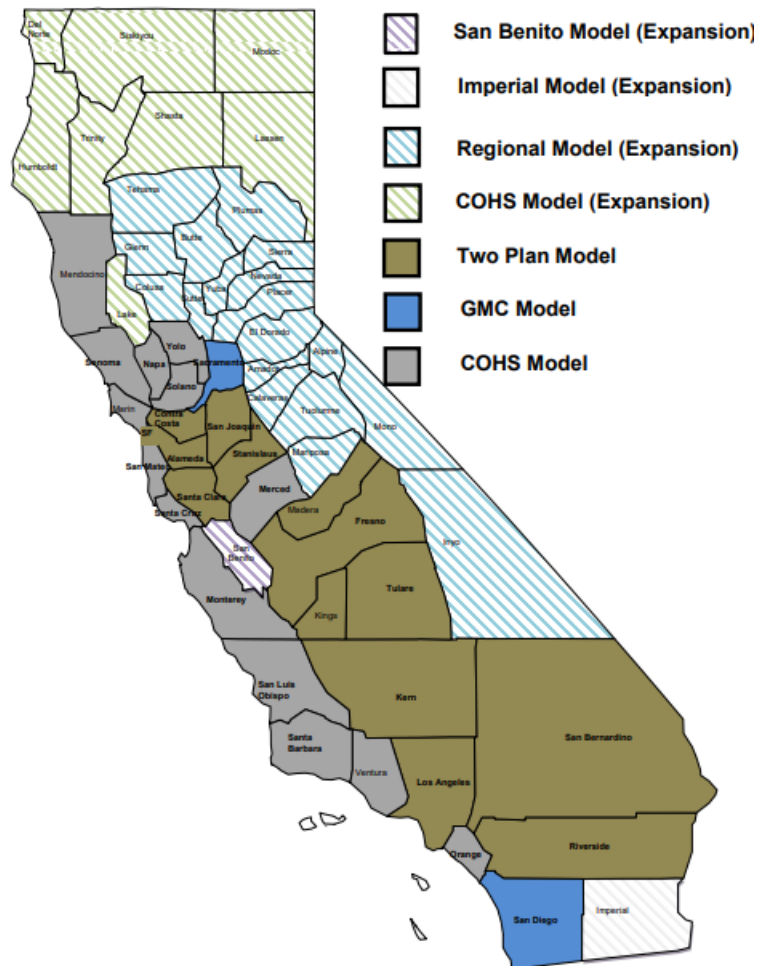 Del
Norte
Siskiyou
Modoc
San Benito Model (Expansion)
Imperial Model (Expansion)
Regional Model (Expansion)
COHS Model (Expansion)
Two Plan Model
GMC Model
COHS Model
Humboldt
Trinity
Shasta
Lassen
Tehama
Plumas
Butte
Glenn
Sierra
Mendocino
Colusa
Yuba
Nevada
Sutter
Placer
Lake
El Dorado
Yolo
Sonoma
Napa
Sacramento
Alpine
Solano
Amador
Calaveras
Marin
Contra
Costa
San Joaquin
Tuolumne
Mono
SF
Alameda
Stanislaus
Mariposa
San Mateo
Merced
Santa Clara
Santa Cruz
Madera
Fresno
San
Benito
Inyo
Monterey
Tulare
Kings
San Luis
Obispo
Kern
Santa
Barbara
San Bernardino
Ventura
Los Angeles
Orange
Riverside
San Diego
Imperial